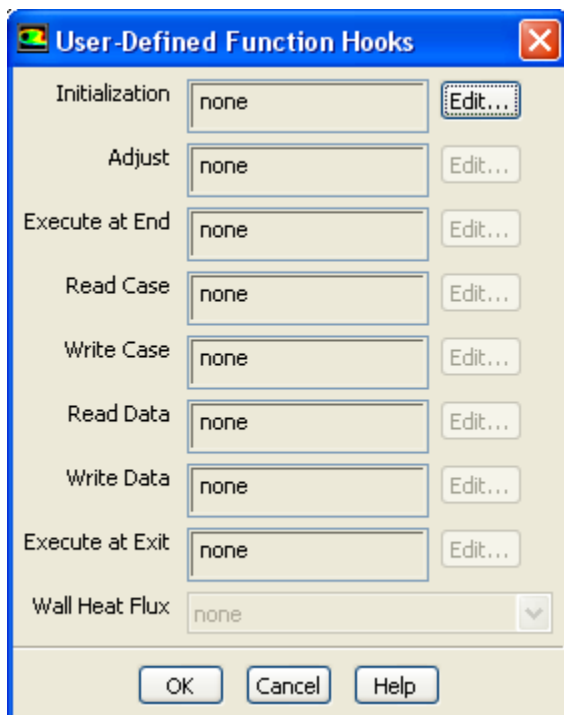 User-Defined Function Hooks
Initialization none Edit...
Adjust none Edit...
Execute at End none Edit...
Read Case none Edit...
Write Case none Edit...
Read Data none Edit...
Write Data none Edit...
Execute at Exit none Edit...
Wall Heat Flux none
OK Cancel Help